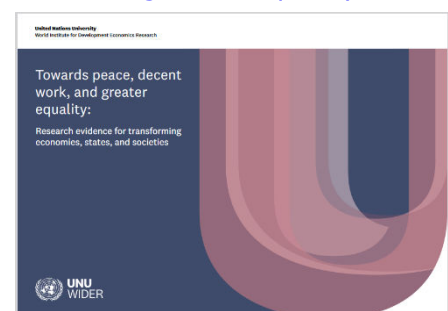 United Nations University
World Institute for Development Economics Research
Towards peace, decent
work, and greater
equality:
Research evidence for transforming
economies, states, and societies
UNU
WIDER